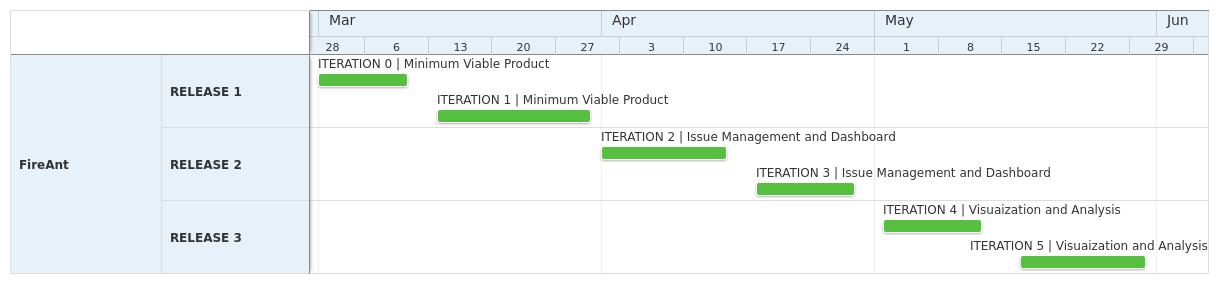 Mar Apr May Jun
28 6 13 20 27 3 10 17 24 1 8 15 22 29
ITERATION 0 | Minimum Viable Product
RELEASE 1
ITERATION 1 | Minimum Viable Product
ITERATION 2 | Issue Management and Dashboard
FireAnt
RELEASE 2
ITERATION 3 | Issue Management and Dashboard
ITERATION 4 | Visuaization and Analysis
RELEASE 3
ITERATION 5 | Visuaization and Analysis